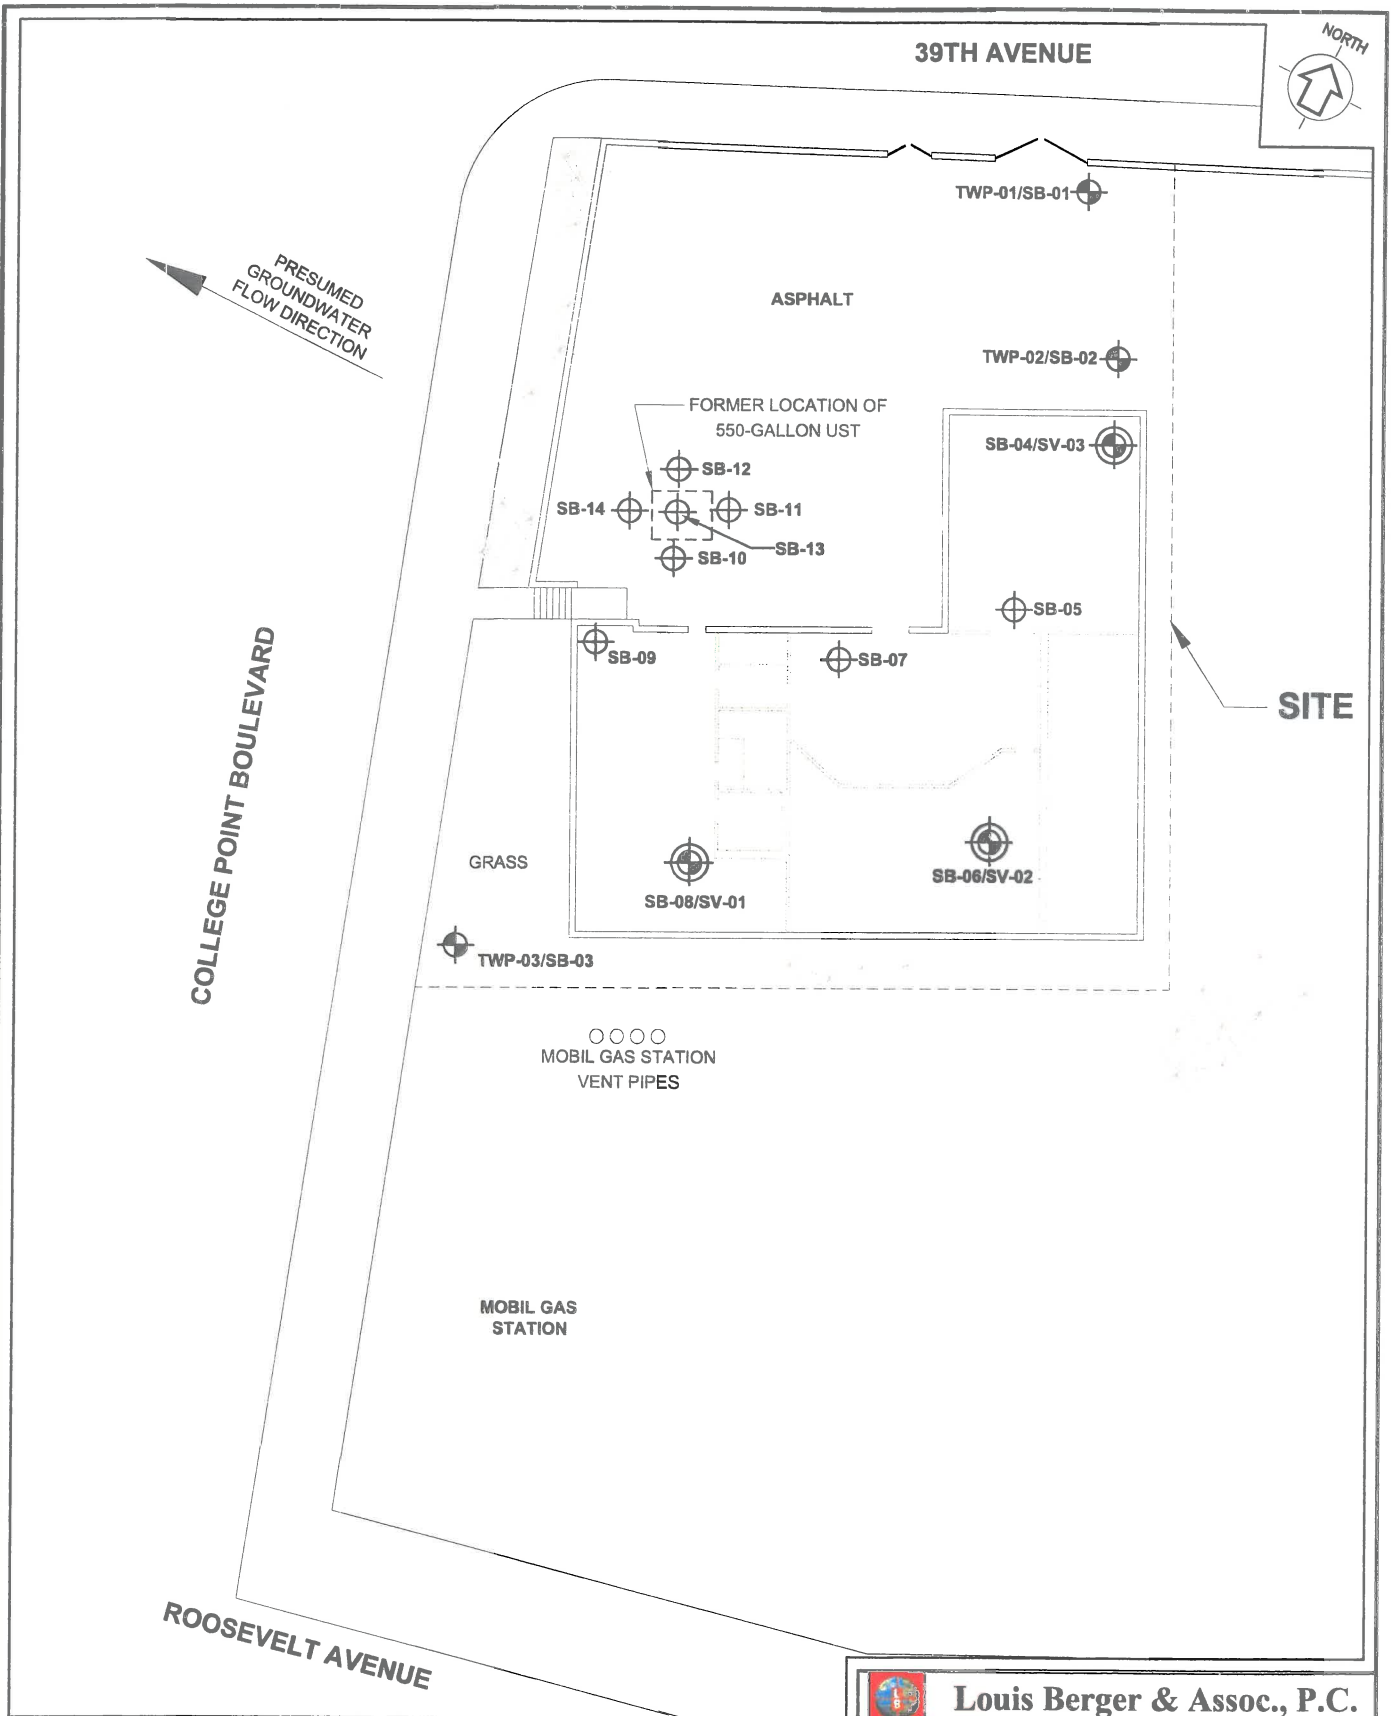 39TH AVENUE
NORTH
TWP-01/SB-01
PRESUMED
GROUNDWATER
FLOW DIRECTION
ASPHALT
TWP-02/SB-02
FORMER LOCATION OF
550-GALLON UST
SB-04/SV-03
SB-12
SB-14
SB-11
SB-13
SB-10
SB-05
SB-09
SB-07
SITE
COLLEGE POINT BOULEVARD
GRASS
SB-08/SV-01
SB-06/SV-02
TWP-03/SB-03
MOBIL GAS STATION
VENT PIPES
MOBIL GAS
STATION
ROOSEVELT AVENUE
Louis Berger & Assoc., P.C.